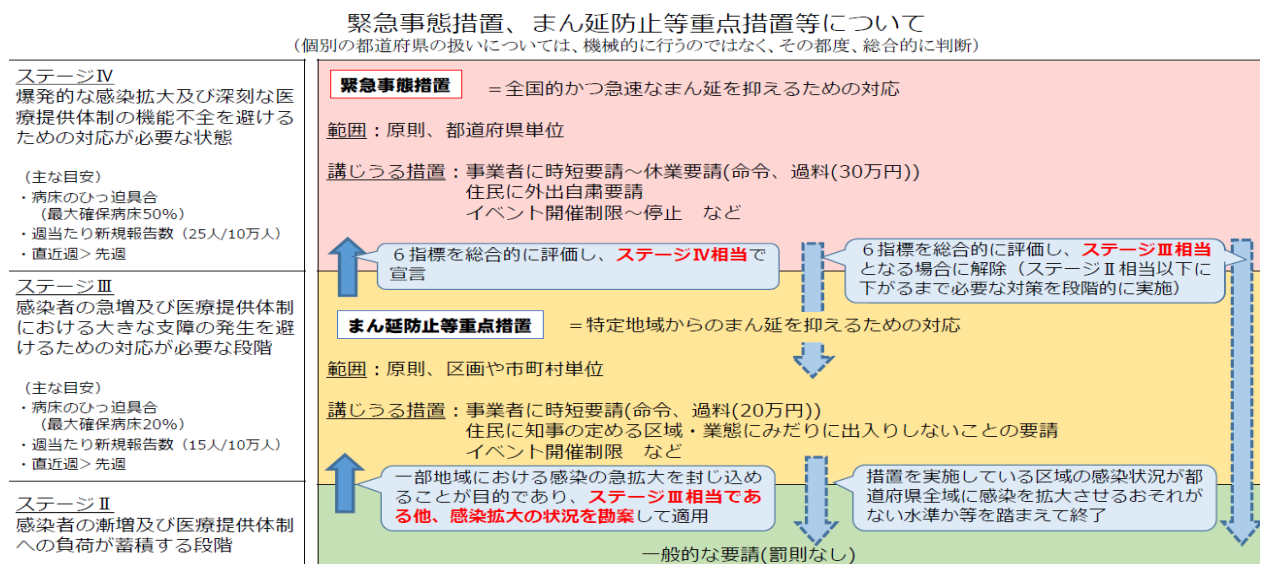 緊急事態措置、まん延防止等重点措置等について
（個別の都道府県の扱いについては、機械的に行うのではなく、その都度、総合的に判断）
ステージⅣ
爆発的な感染拡大及び深刻な医
療提供体制の機能不全を避ける
ための対応が必要な状態
（主な目安）
・病床のひっ迫具合
（最大確保病床50%）
・週当たり新規報告数（25人/10万人）
・直近週＞先週
緊急事態措置 ＝全国的かつ急速なまん延を抑えるための対応
範囲：原則、都道府県単位
講じうる措置：事業者に時短要請～休業要請(命令、過料(30万円))
住民に外出自粛要請
イベント開催制限～停止　など
６指標を総合的に評価し、ステージⅣ相当で
宣言
６指標を総合的に評価し、ステージⅢ相当
となる場合に解除（ステージⅡ相当以下に
下がるまで必要な対策を段階的に実施）
ステージⅢ
感染者の急増及び医療提供体制
における大きな支障の発生を避
けるための対応が必要な段階
（主な目安）
・病床のひっ迫具合
（最大確保病床20%）
・週当たり新規報告数（15人/10万人）
・直近週＞先週
まん延防止等重点措置 ＝特定地域からのまん延を抑えるための対応
範囲：原則、区画や市町村単位
講じうる措置：事業者に時短要請(命令、過料(20万円))
住民に知事の定める区域・業態にみだりに出入りしないことの要請
イベント開催制限　など
一部地域における感染の急拡大を封じ込め
ることが目的であり、ステージⅢ相当であ
る他、感染拡大の状況を勘案して適用
措置を実施している区域の感染状況が都
道府県全域に感染を拡大させるおそれが
ない水準か等を踏まえて終了
ステージⅡ
感染者の漸増及び医療提供体制
への負荷が蓄積する段階
一般的な要請(罰則なし)